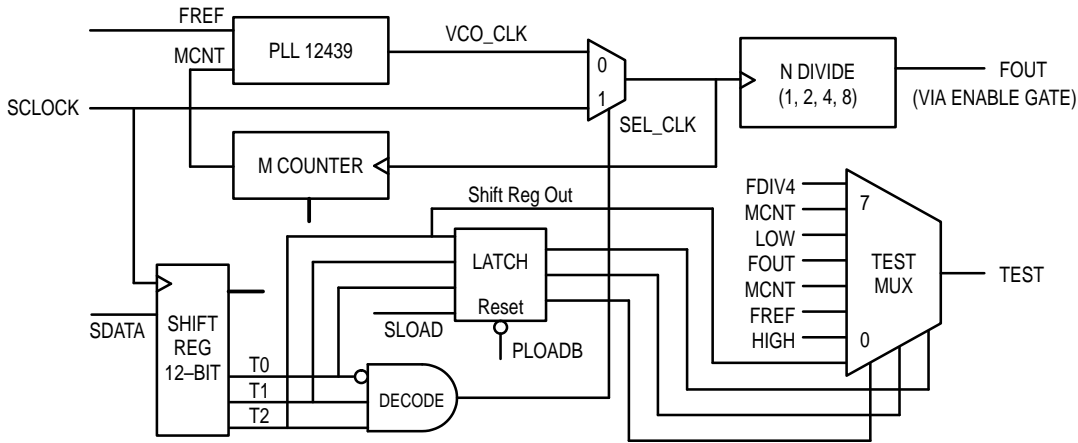 FREF
VCO_CLK
PLL 12439
MCNT
0
N DIVIDE
(1, 2, 4, 8)
FOUT
(VIA ENABLE GATE)
SCLOCK
1
SEL_CLK
M COUNTER
Shift Reg Out
FDIV4
7
MCNT
LOW
LATCH
FOUT
TEST
MUX
TEST
MCNT
Reset
FREF
SDATA
SHIFT
REG
12–BIT
SLOAD
HIGH
0
PLOADB
T0
T1
DECODE
T2